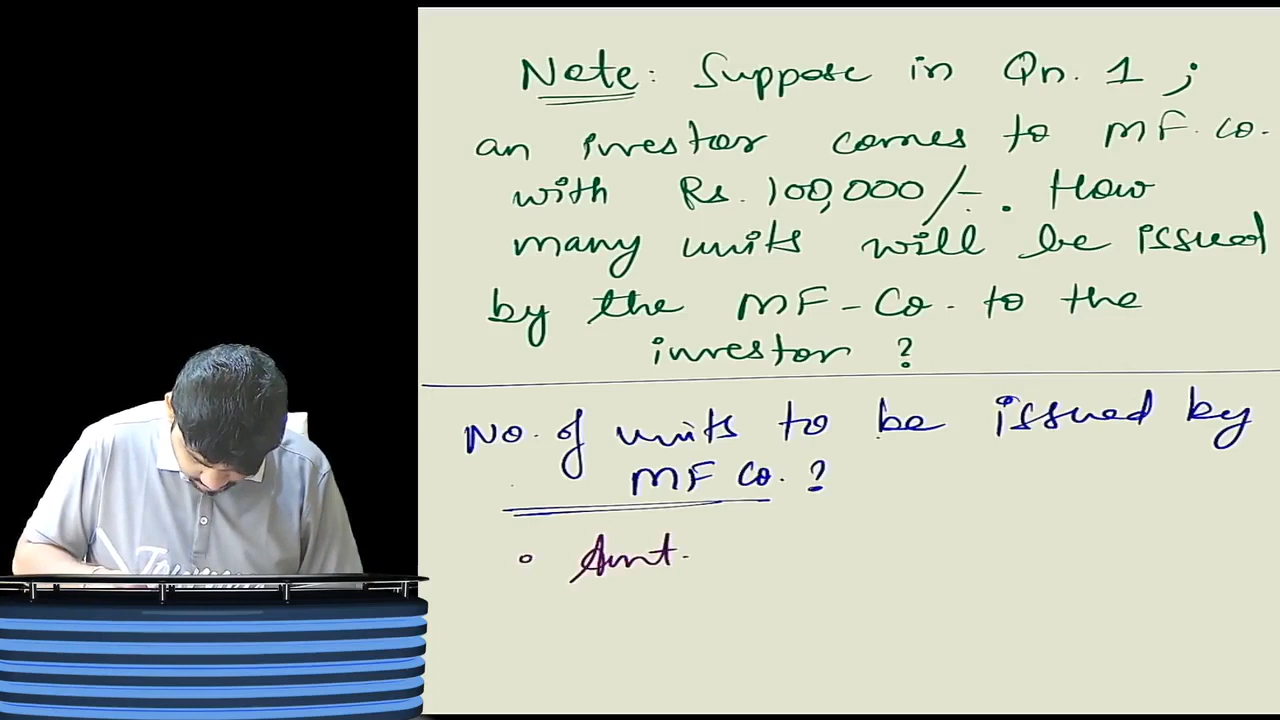 Note: Suppose in Qn. 1 ;
an investor comes to MF. Co.
with Rs. 100,000/-. How
many units will be issued
by the MF-Co. to the
investor ?
No. of units to be issued by
MF Co. ?
• Amt.